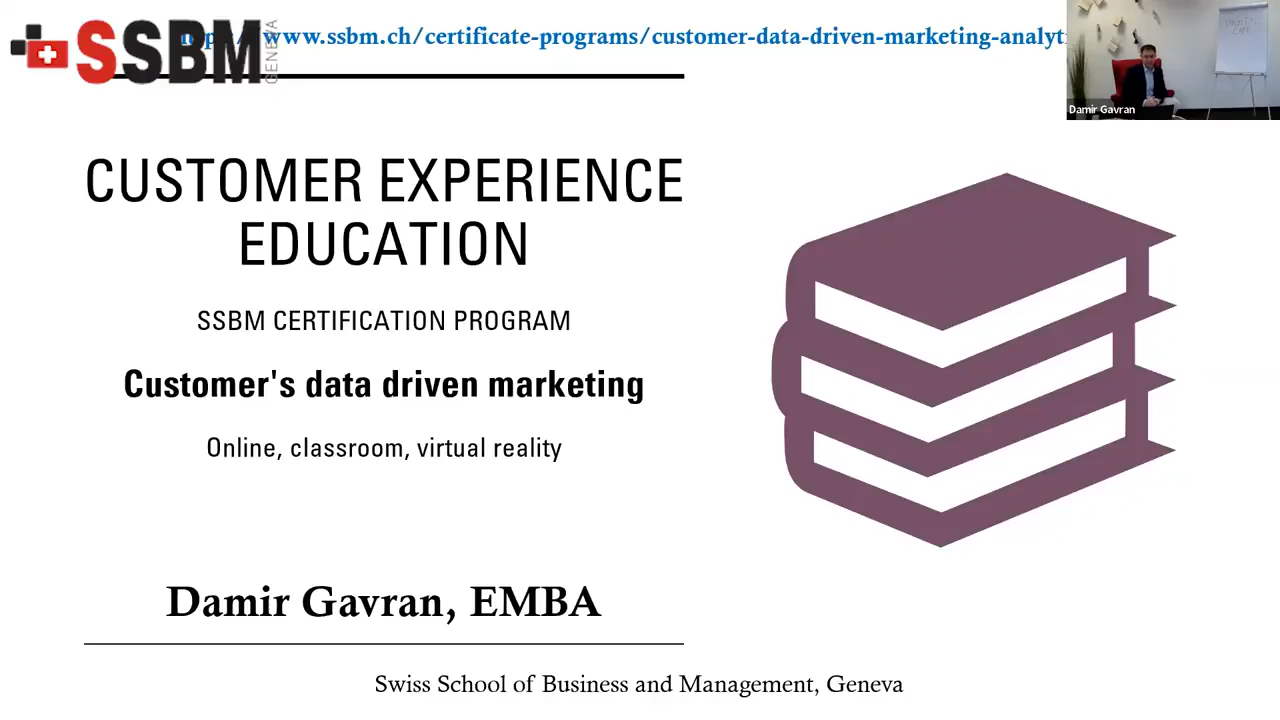 SSBM
GENEVA
www.ssbm.ch/certificate-programs/customer-data-driven-marketing-analyt
Damir Gavran
CUSTOMER EXPERIENCE
EDUCATION
SSBM CERTIFICATION PROGRAM
Customer's data driven marketing
Online, classroom, virtual reality
Damir Gavran, EMBA
Swiss School of Business and Management, Geneva